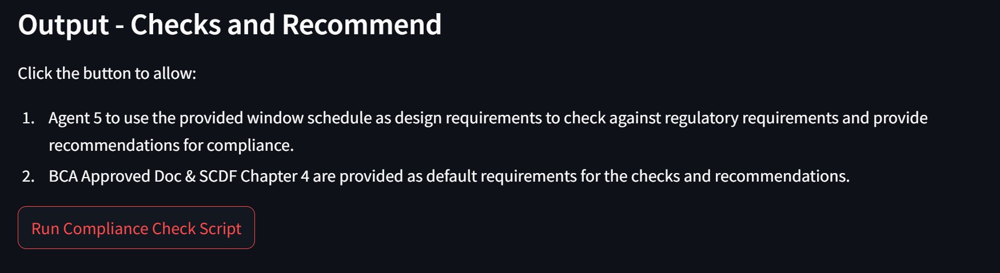 Output - Checks and Recommend
Click the button to allow:
1. Agent 5 to use the provided window schedule as design requirements to check against regulatory requirements and provide
recommendations for compliance.
2. BCA Approved Doc & SCDF Chapter 4 are provided as default requirements for the checks and recommendations.
Run Compliance Check Script